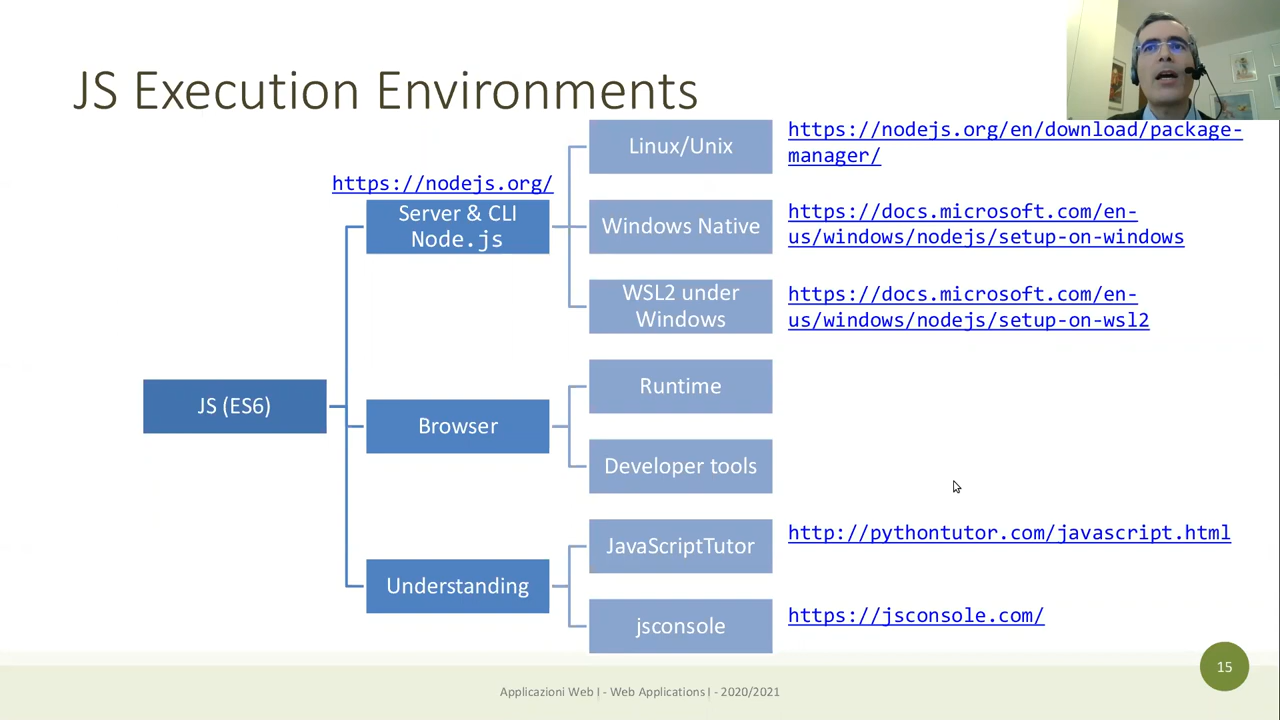 JS Execution Environments
https://nodejs.org/
JS (ES6)
Server & CLI
Node.js
Linux/Unix
https://nodejs.org/en/download/package-
manager/
Windows Native
https://docs.microsoft.com/en-
us/windows/nodejs/setup-on-windows
WSL2 under
Windows
https://docs.microsoft.com/en-
us/windows/nodejs/setup-on-wsl2
Browser
Runtime
Developer tools
Understanding
JavaScriptTutor
http://pythontutor.com/javascript.html
jsconsole
https://jsconsole.com/
15
Applicazioni Web I - Web Applications I - 2020/2021